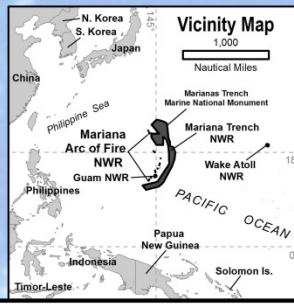 Vicinity Map
1,000
Nautical Miles
N. Korea
S. Korea
Japan
China
145°
Philippine Sea
Marianas Trench
Marine National Monument
Mariana
Arc of Fire
NWR
Mariana Trench
NWR
Guam NWR
Wake Atoll
NWR
Philippines
PACIFIC OCEAN
Papua
New Guinea
Indonesia
Solomon Is.
Timor-Leste